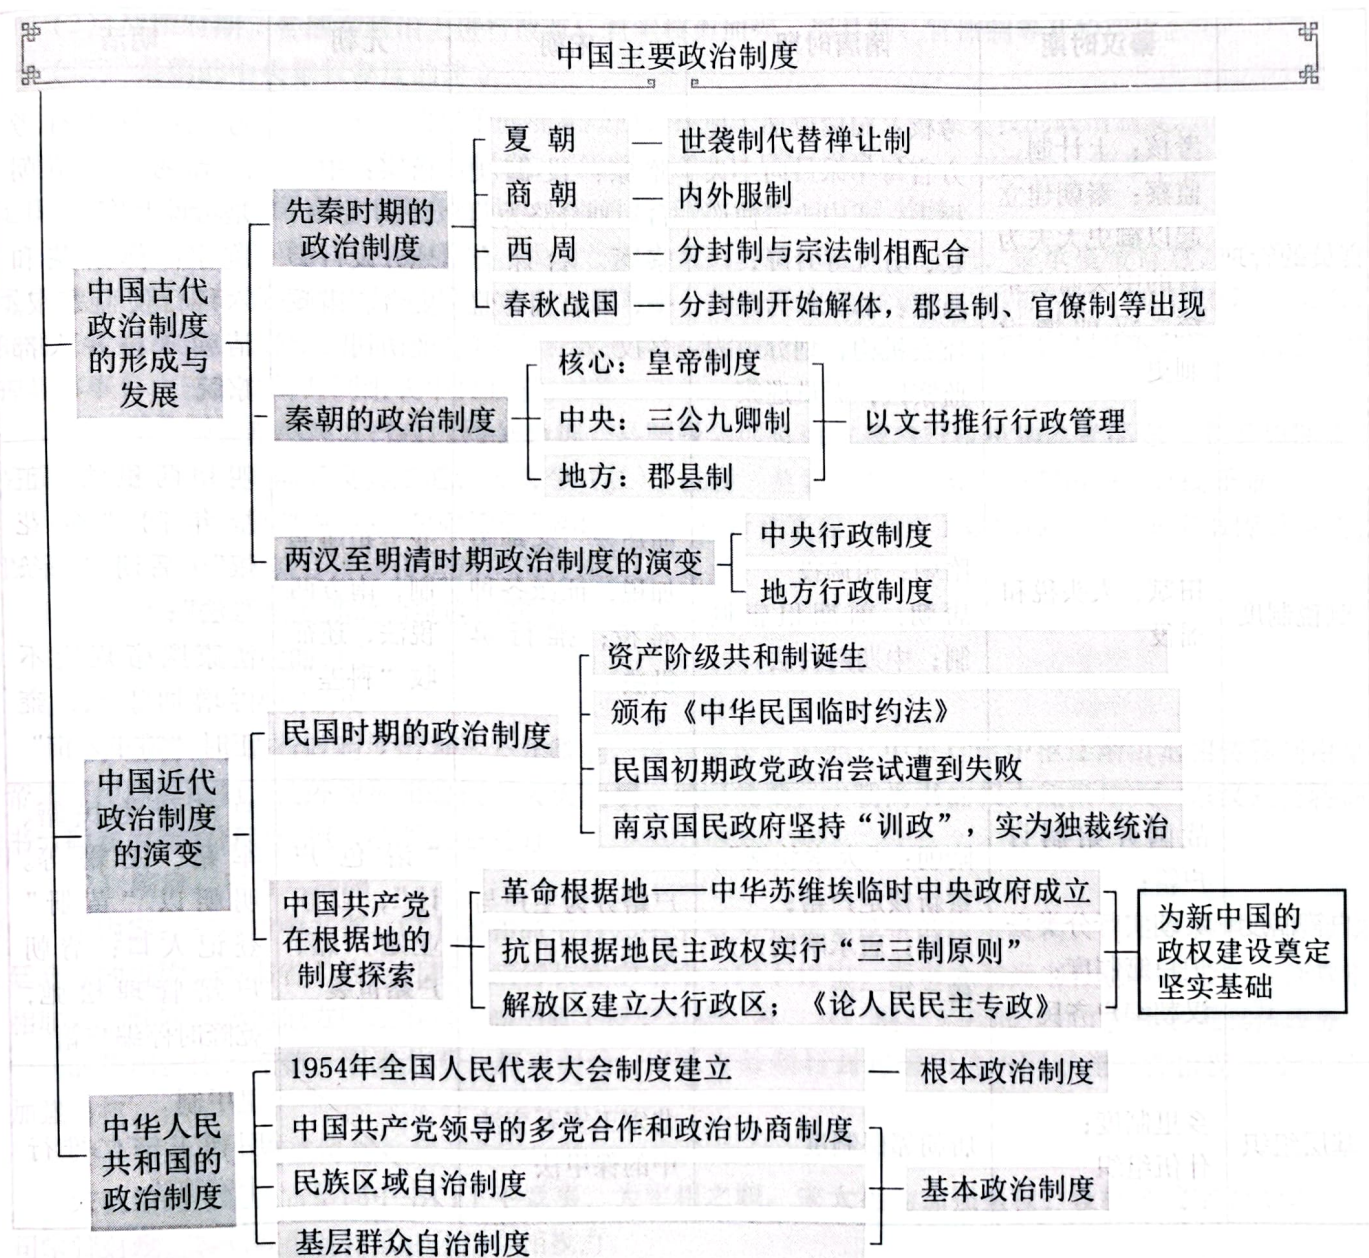 中国主要政治制度
中国古代
政治制度
的形成与
发展
先秦时期的
政治制度
夏 朝 — 世袭制代替禅让制
商 朝 — 内外服制
西 周 — 分封制与宗法制相配合
春秋战国 — 分封制开始解体，郡县制、官僚制等出现
秦朝的政治制度
核心：皇帝制度
中央：三公九卿制
地方：郡县制
以文书推行行政管理
两汉至明清时期政治制度的演变
中央行政制度
地方行政制度
中国近代
政治制度
的演变
民国时期的政治制度
资产阶级共和制诞生
颁布《中华民国临时约法》
民国初期政党政治尝试遭到失败
南京国民政府坚持“训政”，实为独裁统治
中国共产党
在根据地的
制度探索
革命根据地——中华苏维埃临时中央政府成立
抗日根据地民主政权实行“三三制原则”
解放区建立大行政区；《论人民民主专政》
为新中国的
政权建设奠定
坚实基础
中华人民
共和国的
政治制度
1954年全国人民代表大会制度建立 — 根本政治制度
中国共产党领导的多党合作和政治协商制度
民族区域自治制度
基层群众自治制度
基本政治制度